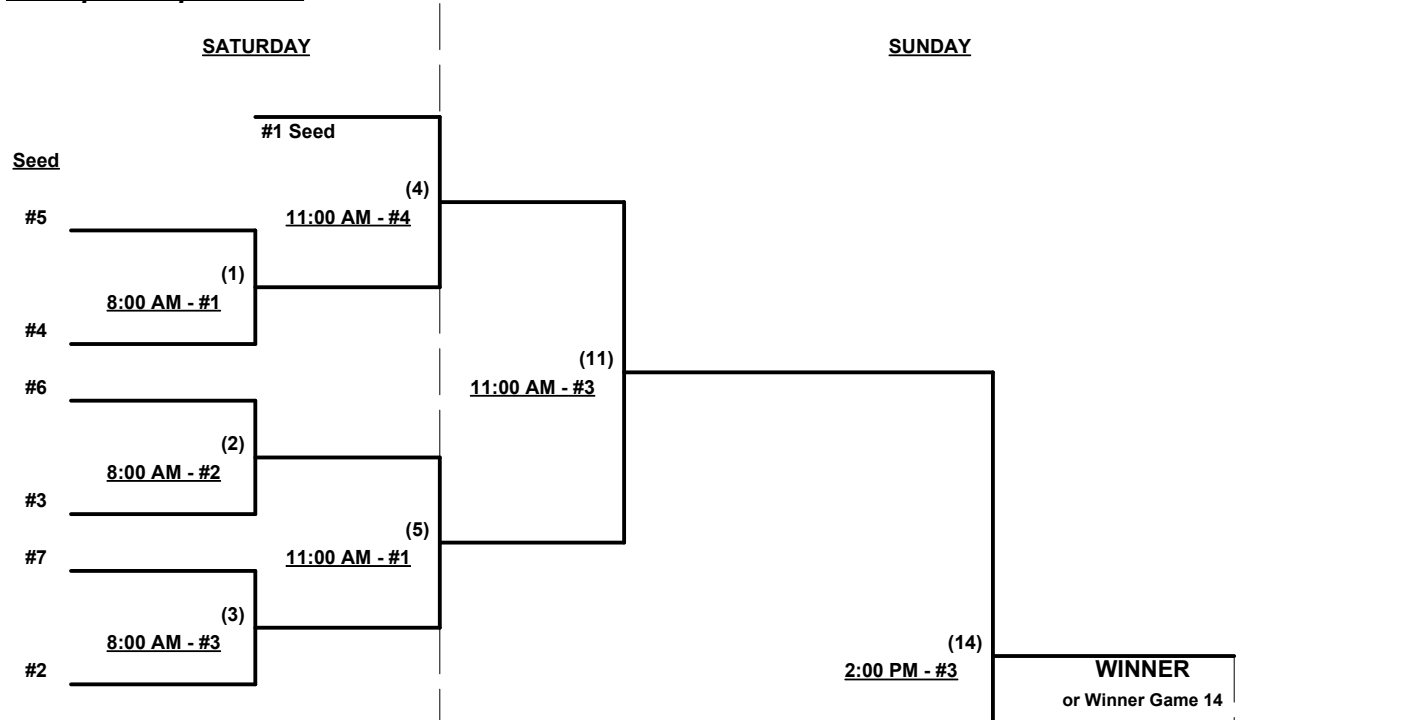 SATURDAY
SUNDAY
#1 Seed
Seed
(4)
#5
11:00 AM - #4
(1)
8:00 AM - #1
#4
(11)
#6
11:00 AM - #3
(2)
8:00 AM - #2
#3
(5)
#7
11:00 AM - #1
(3)
8:00 AM - #3
(14)
#2
2:00 PM - #3
WINNER
or Winner Game 14